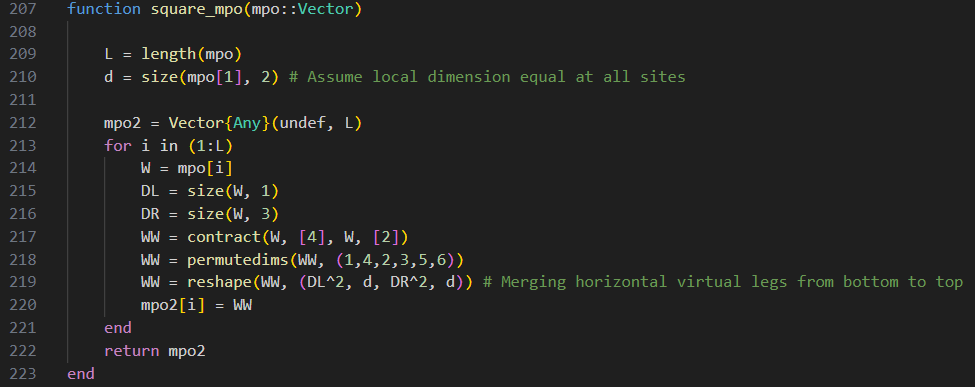 207 function square_mpo(mpo::Vector)
208
209     L = length(mpo)
210     d = size(mpo[1], 2) # Assume local dimension equal at all sites
211
212     mpo2 = Vector{Any}(undef, L)
213     for i in (1:L)
214         W = mpo[i]
215         DL = size(W, 1)
216         DR = size(W, 3)
217         WW = contract(W, [4], W, [2])
218         WW = permutedims(WW, (1,4,2,3,5,6))
219         WW = reshape(WW, (DL^2, d, DR^2, d)) # Merging horizontal virtual legs from bottom to top
220         mpo2[i] = WW
221     end
222     return mpo2
223 end